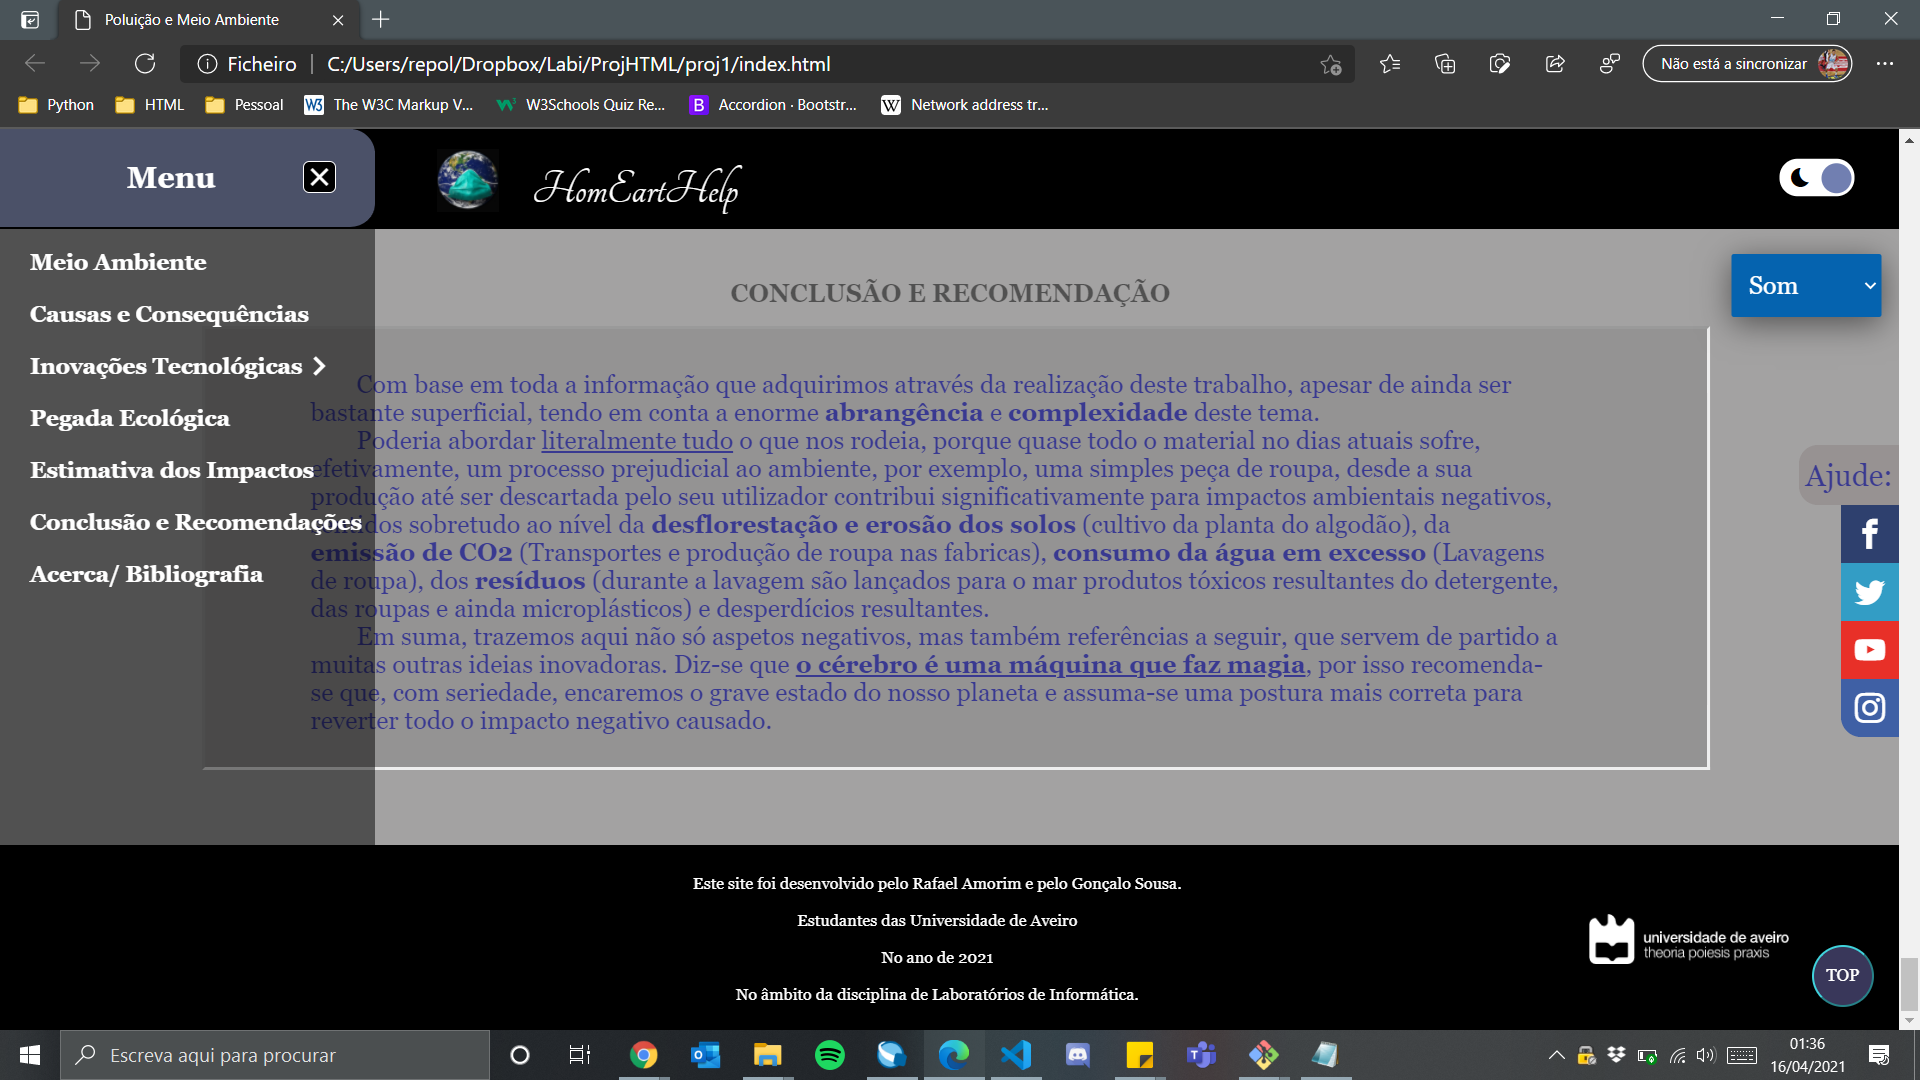 Poluição e Meio Ambiente
Ficheiro
C:/Users/repol/Dropbox/Labi/ProjHTML/proj1/index.html
Não está a sincronizar
Python
HTML
Pessoal
The W3C Markup V...
W3Schools Quiz Re...
Accordion · Bootstr...
Network address tr...
Menu
HomEartHelp
Meio Ambiente
Causas e Consequências
Inovações Tecnológicas
Pegada Ecológica
Estimativa dos Impactos
Conclusão e Recomendações
Acerca/ Bibliografia
CONCLUSÃO E RECOMENDAÇÃO
Com base em toda a informação que adquirimos através da realização deste trabalho, apesar de ainda ser
bastante superficial, tendo em conta a enorme abrangência e complexidade deste tema.
Poderia abordar literalmente tudo o que nos rodeia, porque quase todo o material no dias atuais sofre,
efetivamente, um processo prejudicial ao ambiente, por exemplo, uma simples peça de roupa, desde a sua
produção até ser descartada pelo seu utilizador contribui significativamente para impactos ambientais negativos,
sobretudo ao nível da desflorestação e erosão dos solos (cultivo da planta do algodão), da
emissão de CO2 (Transportes e produção de roupa nas fabricas), consumo da água em excesso (Lavagens
de roupa), dos resíduos (durante a lavagem são lançados para o mar produtos tóxicos resultantes do detergente,
das roupas e ainda microplásticos) e desperdícios resultantes.
Em suma, trazemos aqui não só aspetos negativos, mas também referências a seguir, que servem de partido a
muitas outras ideias inovadoras. Diz-se que o cérebro é uma máquina que faz magia, por isso recomenda-
se que, com seriedade, encaremos o grave estado do nosso planeta e assuma-se uma postura mais correta para
reverter todo o impacto negativo causado.
Som
Ajude:
Este site foi desenvolvido pelo Rafael Amorim e pelo Gonçalo Sousa.
Estudantes das Universidade de Aveiro
No ano de 2021
No âmbito da disciplina de Laboratórios de Informática.
universidade de aveiro
theoria poiesis praxis
TOP
Escreva aqui para procurar
01:36
16/04/2021